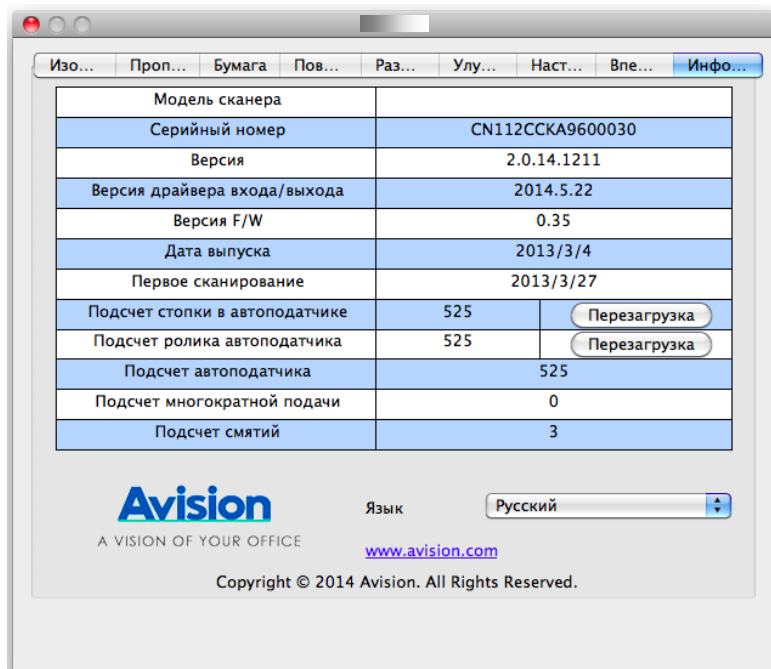 Изо... Проп... Бумага Пов... Раз... Улу... Наст... Впе... Инфо...
Модель сканера
Серийный номер CN112CCKA9600030
Версия 2.0.14.1211
Версия драйвера входа/выхода 2014.5.22
Версия F/W 0.35
Дата выпуска 2013/3/4
Первое сканирование 2013/3/27
Подсчет стопки в автоподатчике 525 Перезагрузка
Подсчет ролика автоподатчика 525 Перезагрузка
Подсчет автоподатчика 525
Подсчет многократной подачи 0
Подсчет смятий 3
Avision
A VISION OF YOUR OFFICE
Язык Русский
www.avision.com
Copyright © 2014 Avision. All Rights Reserved.